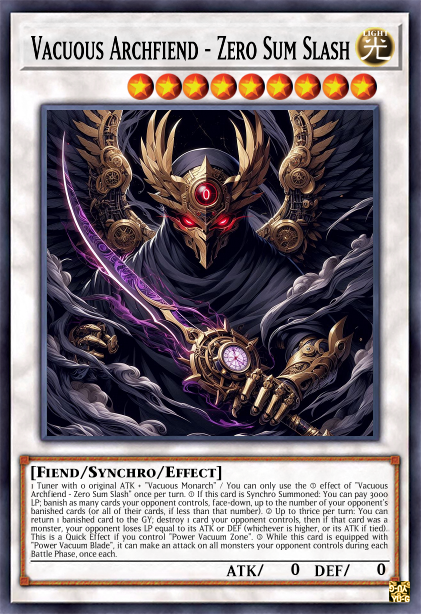 Vacuous Archfiend - Zero Sum Slash
LIGHT
光
0
[Fiend/Synchro/Effect]
1 Tuner with 0 original ATK + "Vacuous Monarch" / You can only use the ① effect of "Vacuous
Archfiend - Zero Sum Slash" once per turn. ① If this card is Synchro Summoned: You can pay 3000
LP; banish as many cards your opponent controls, face-down, up to the number of your opponent's
banished cards (or all of their cards, if less than that number). ② Up to thrice per turn: You can
return 1 banished card to the GY; destroy 1 card your opponent controls, then if that card was a
monster, your opponent loses LP equal to its ATK or DEF (whichever is higher, or its ATK if tied).
This is a Quick Effect if you control "Power Vacuum Zone". ③ While this card is equipped with
"Power Vacuum Blade", it can make an attack on all monsters your opponent controls during each
Battle Phase, once each.
ATK/ 0 DEF/ 0